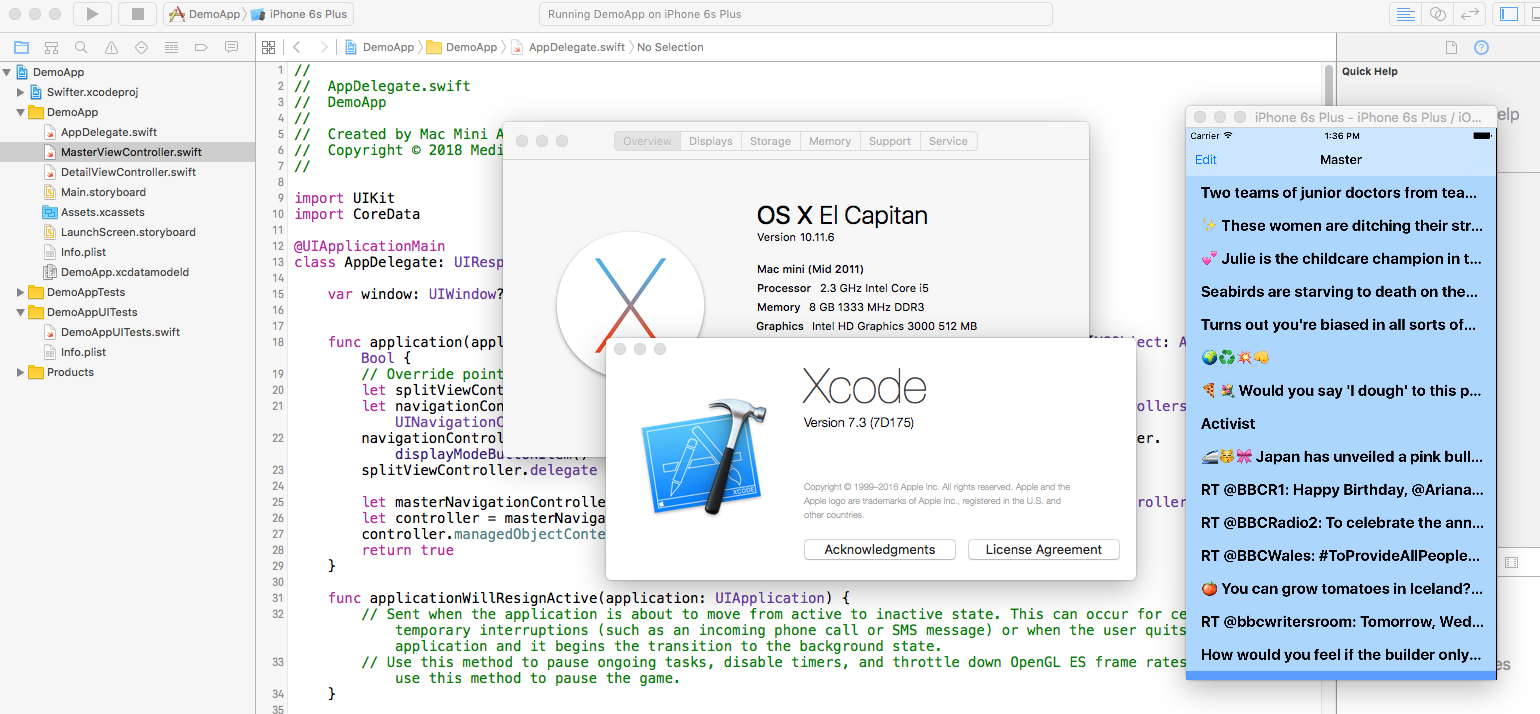 DemoApp iPhone 6s Plus
Running DemoApp on iPhone 6s Plus
DemoApp DemoApp AppDelegate.swift No Selection
DemoApp
Swifter.xcodeproj
DemoApp
AppDelegate.swift
MasterViewController.swift
DetailViewController.swift
Main.storyboard
Assets.xcassets
LaunchScreen.storyboard
Info.plist
DemoApp.xcdatamodeld
DemoAppTests
DemoAppUITests
DemoAppUITests.swift
Info.plist
Products
1 //
2 // AppDelegate.swift
3 // DemoApp
4 //
5 // Created by Mac Mini A
6 // Copyright © 2018 Medi
7 //
8
9 import UIKit
10 import CoreData
11
12 @UIApplicationMain
13 class AppDelegate: UIResp
14
15 var window: UIWindow?
16
17
18 func application(appl
Bool {
19 // Override point
20 let splitViewCont
21 let navigationCon
UINavigationC
22 navigationControl
displayModeButtonItem()
23 splitViewController.delegate
24
25 let masterNavigationController
26 let controller = masterNaviga
27 controller.managedObjectConte
28 return true
29 }
30
31 func applicationWillResignActive(application: UIApplication) {
32 // Sent when the application is about to move from active to inactive state. This can occur for ce
temporary interruptions (such as an incoming phone call or SMS message) or when the user quits
application and it begins the transition to the background state.
33 // Use this method to pause ongoing tasks, disable timers, and throttle down OpenGL ES frame rates
use this method to pause the game.
34 }
35
Overview Displays Storage Memory Support Service
OS X El Capitan
Version 10.11.6
Mac mini (Mid 2011)
Processor 2.3 GHz Intel Core i5
Memory 8 GB 1333 MHz DDR3
Graphics Intel HD Graphics 3000 512 MB
Xcode
Version 7.3 (7D175)
XCODE
Copyright © 1999–2016 Apple Inc. All rights reserved. Apple and the
Apple logo are trademarks of Apple Inc., registered in the U.S. and
other countries.
Acknowledgments License Agreement
Quick Help
iPhone 6s Plus - iPhone 6s Plus / iO...
Carrier 1:36 PM
Edit Master
Two teams of junior doctors from tea...
✨ These women are ditching their str...
💞 Julie is the childcare champion in t...
Seabirds are starving to death on the...
Turns out you're biased in all sorts of...
🌍♻️💥👊
🍕 Would you say 'I dough' to this p...
Activist
🚄😽🎀 Japan has unveiled a pink bull...
RT @BBCR1: Happy Birthday, @Ariana...
RT @BBCRadio2: To celebrate the ann...
RT @BBCWales: #ToProvideAllPeople...
🍅 You can grow tomatoes in Iceland?...
RT @bbcwritersroom: Tomorrow, Wed...
How would you feel if the builder only...